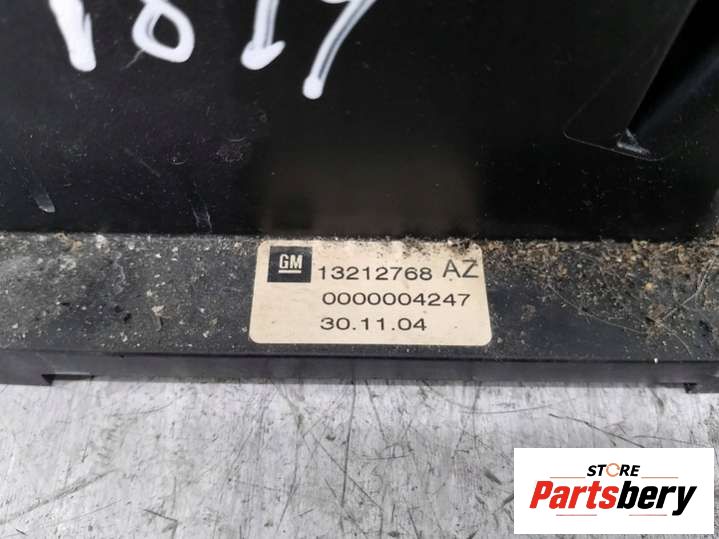 GM 13212768 AZ
0000004247
30.11.04
STORE
Partsbery